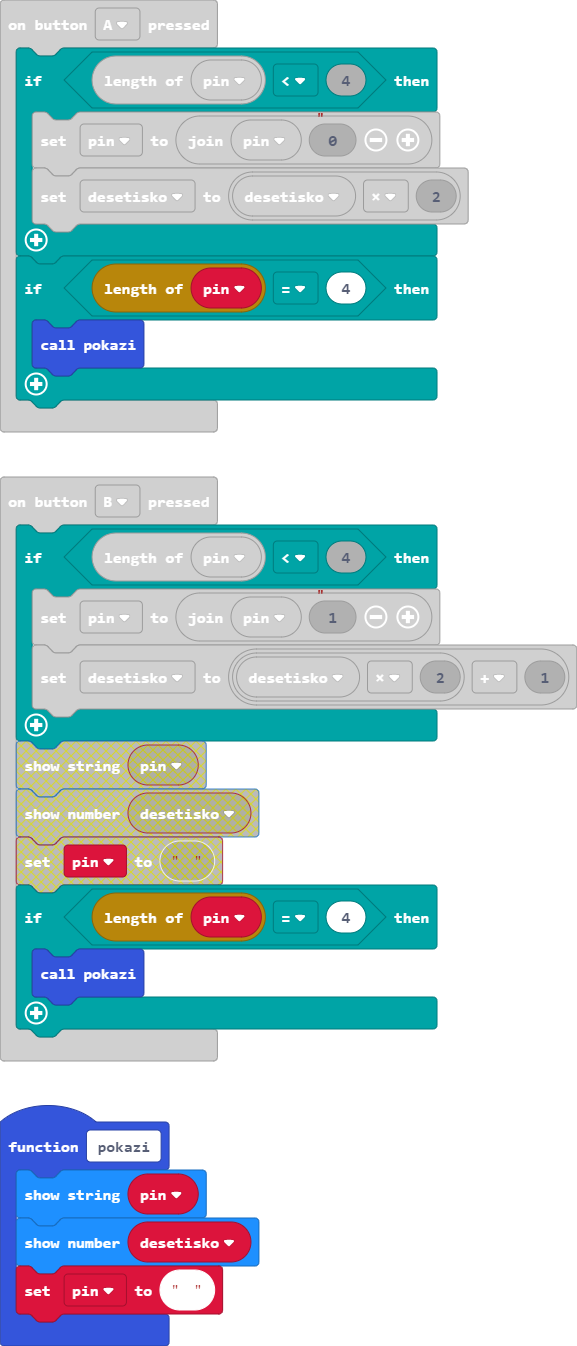 on button A pressed
if length of pin < 4 then
set pin to join pin "0
set desetisko to desetisko × 2
if length of pin = 4 then
call pokazi
on button B pressed
if length of pin < 4 then
set pin to join pin "1
set desetisko to desetisko × 2 + 1
show string pin
show number desetisko
set pin to " "
if length of pin = 4 then
call pokazi
function pokazi
show string pin
show number desetisko
set pin to " "